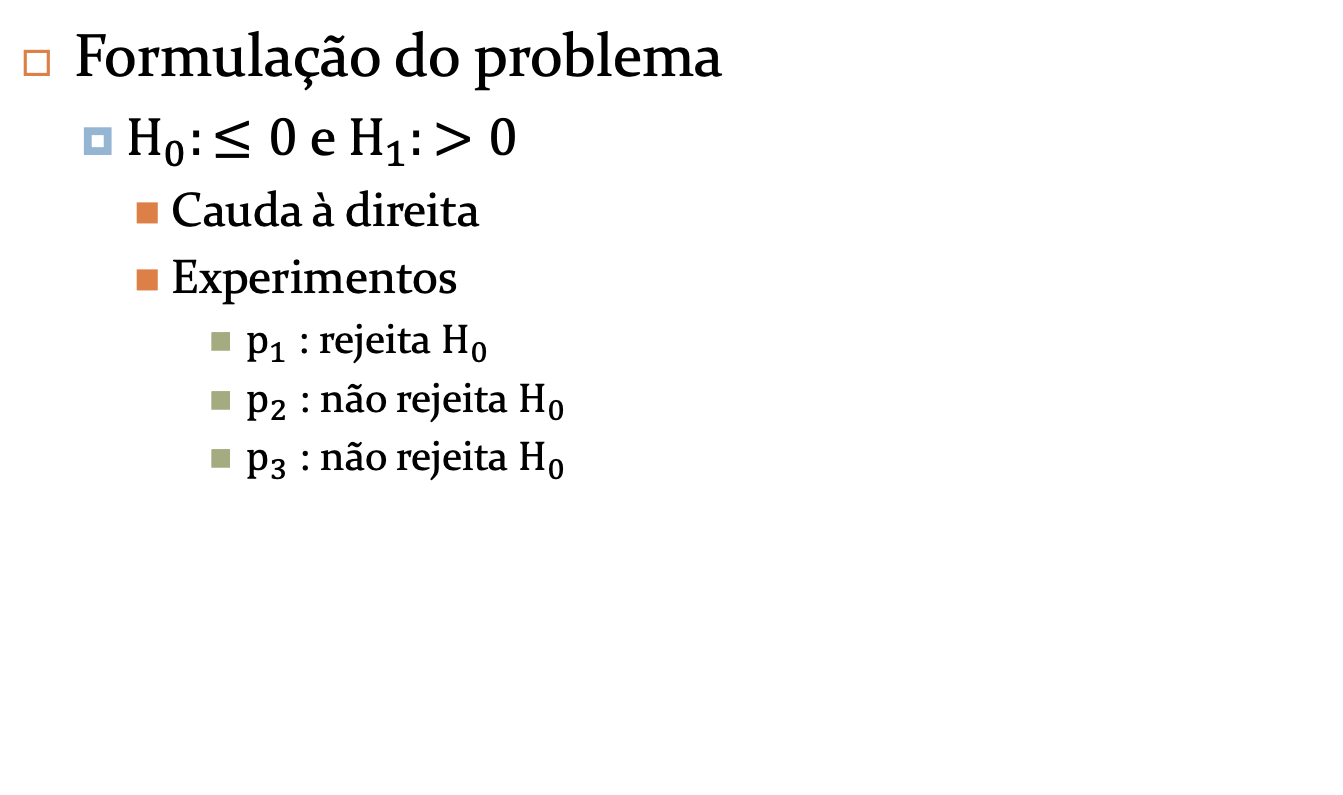 Formulação do problema
H₀: ≤ 0 e H₁: > 0
Cauda à direita
Experimentos
p₁ : rejeita H₀
p₂ : não rejeita H₀
p₃ : não rejeita H₀